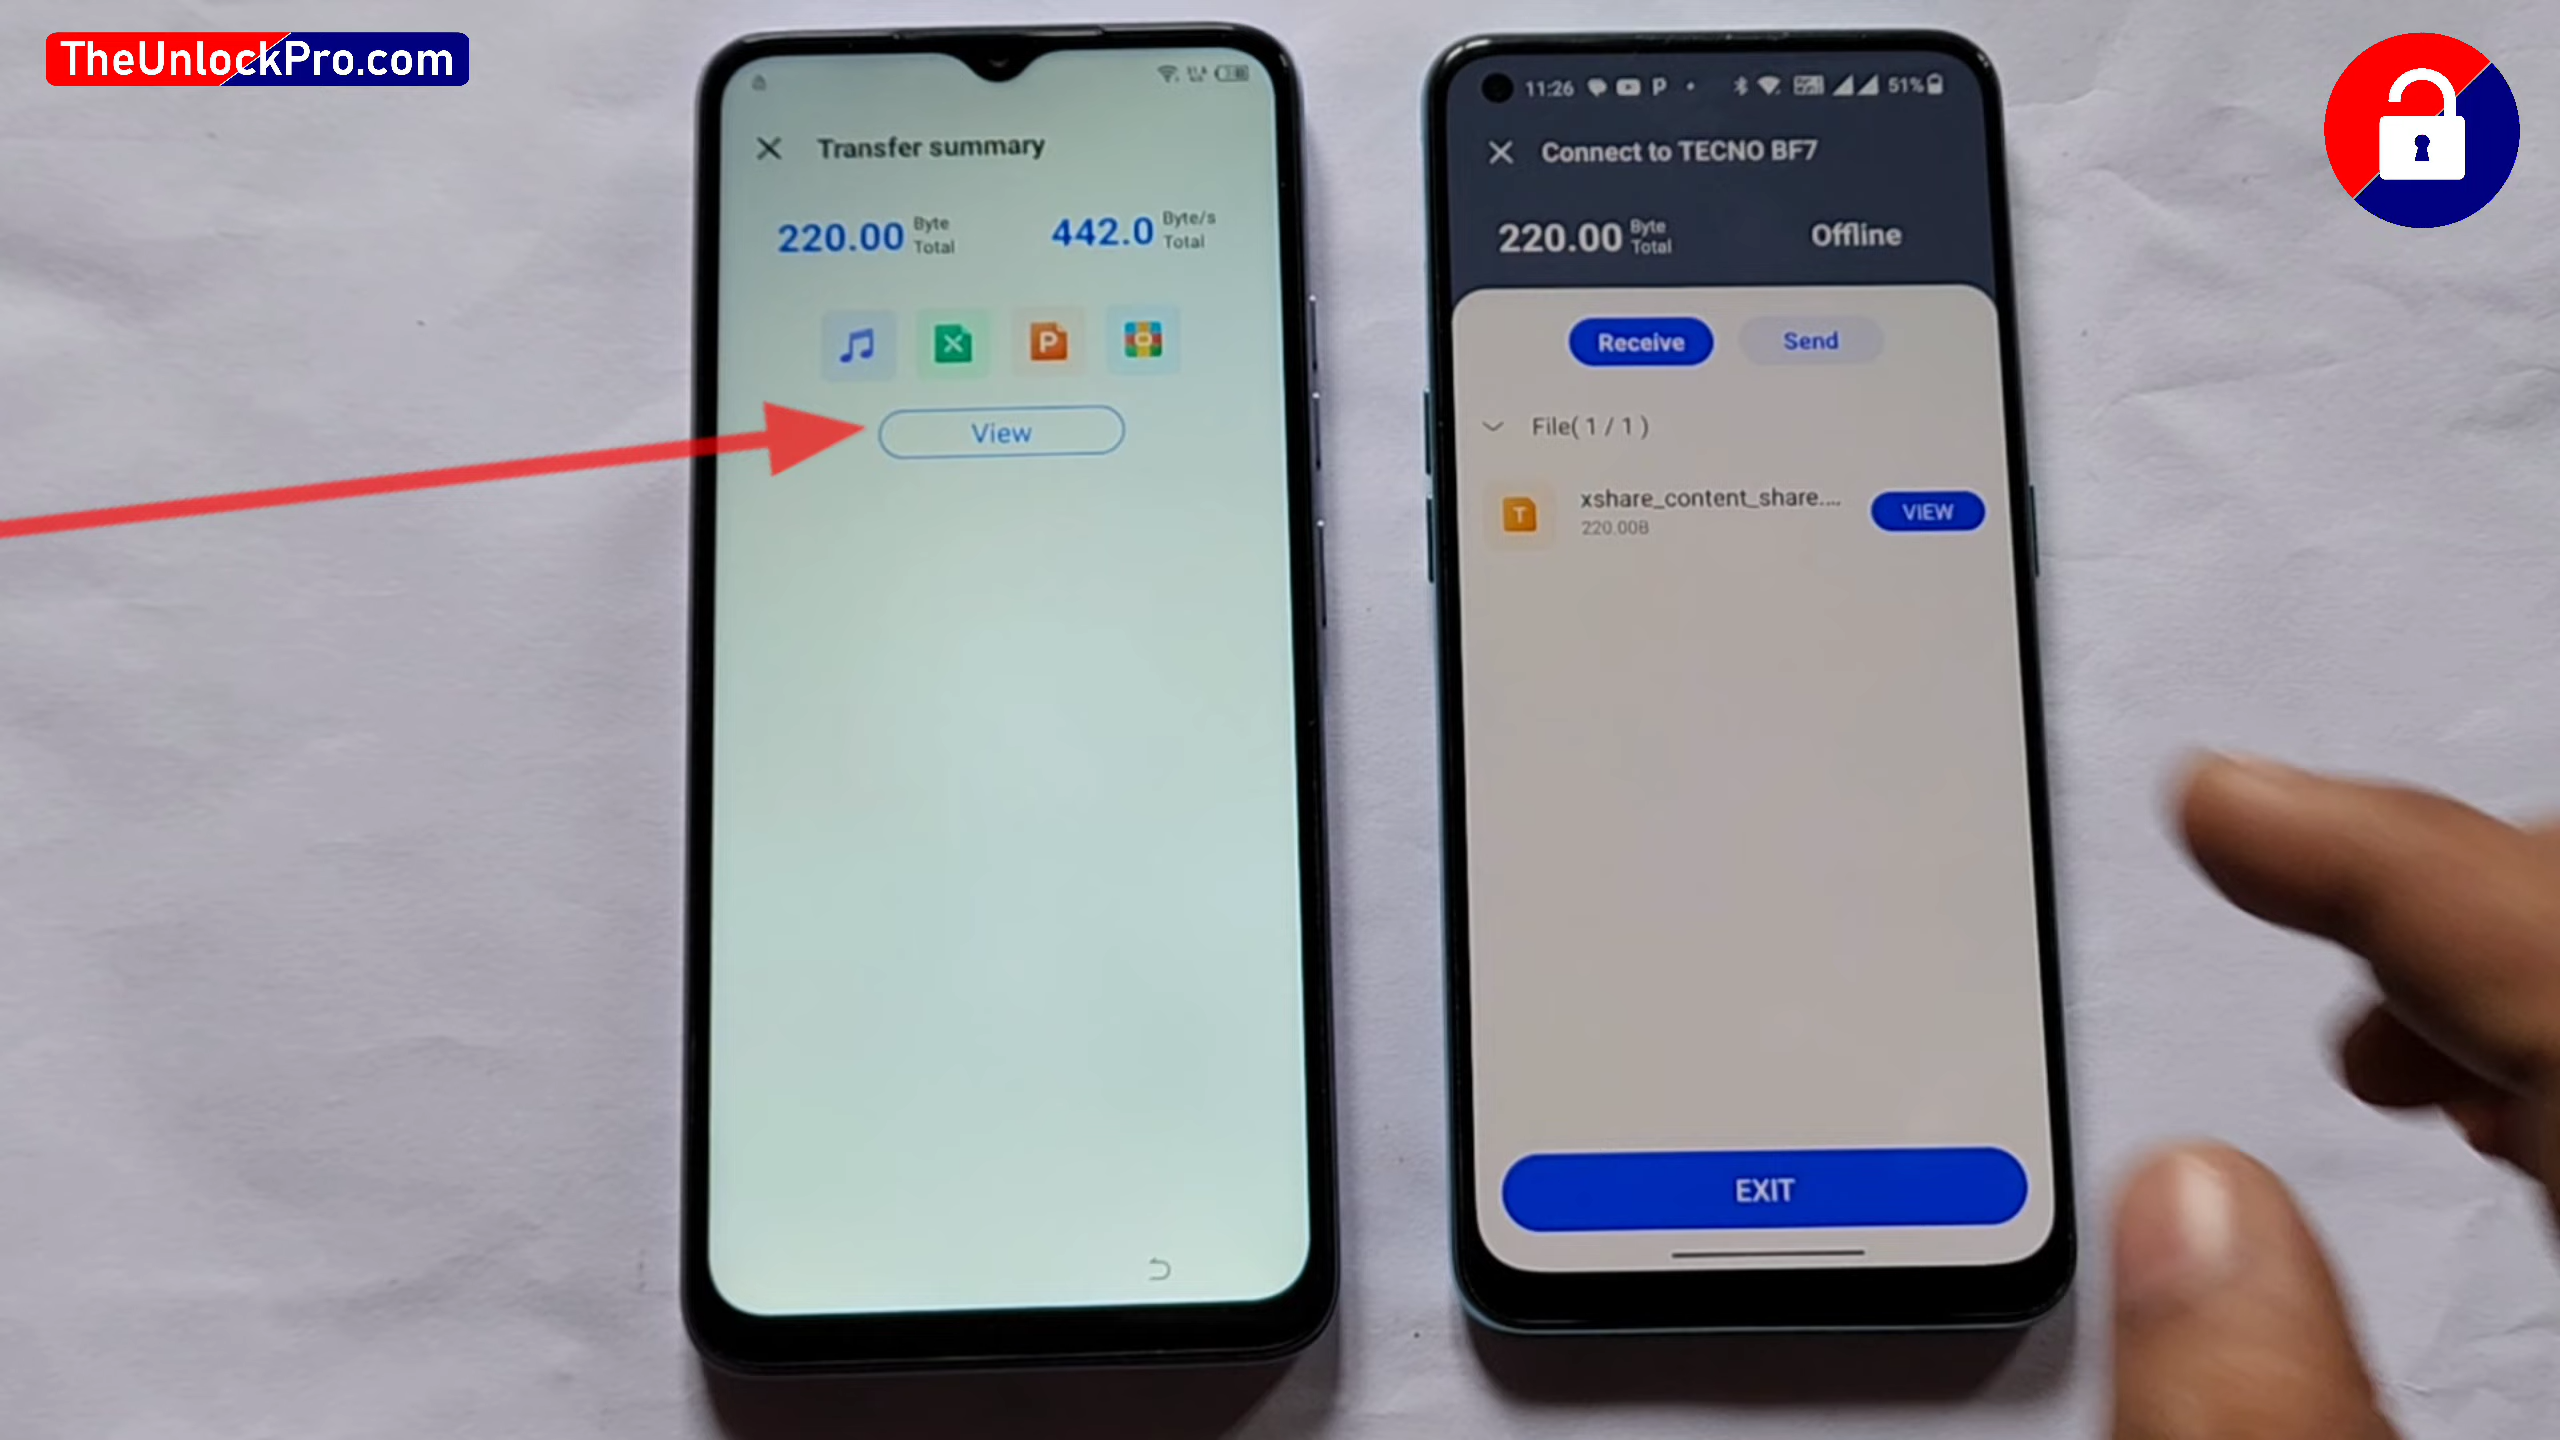 TheUnlockPro.com
Transfer summary
220.00 Byte Total
442.0 Byte/s Total
X
P
View
11:26
P
51%
Connect to TECNO BF7
220.00 Byte Total
Offline
Receive
Send
File( 1 / 1 )
T
xshare_content_share....
220.00B
VIEW
EXIT